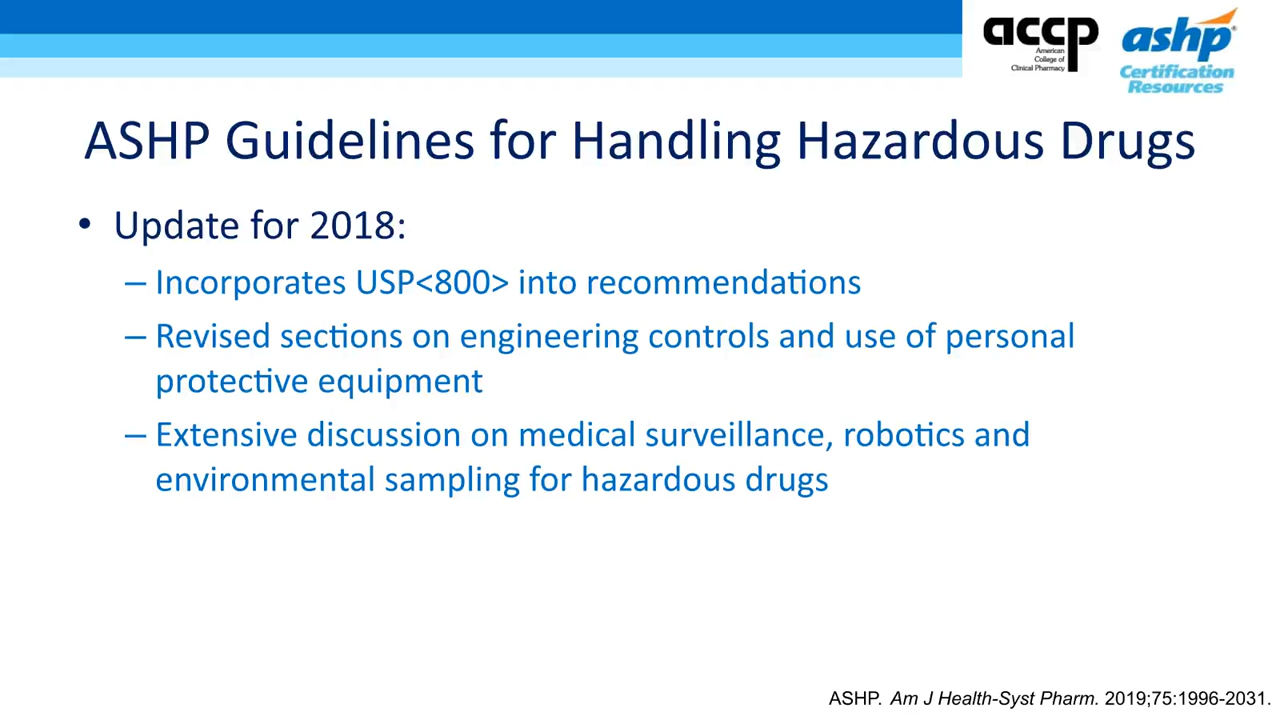 accp
American
College of
Clinical Pharmacy
ashp®
Certification
Resources
ASHP Guidelines for Handling Hazardous Drugs
• Update for 2018:
– Incorporates USP<800> into recommendations
– Revised sections on engineering controls and use of personal
protective equipment
– Extensive discussion on medical surveillance, robotics and
environmental sampling for hazardous drugs
ASHP. Am J Health-Syst Pharm. 2019;75:1996-2031.